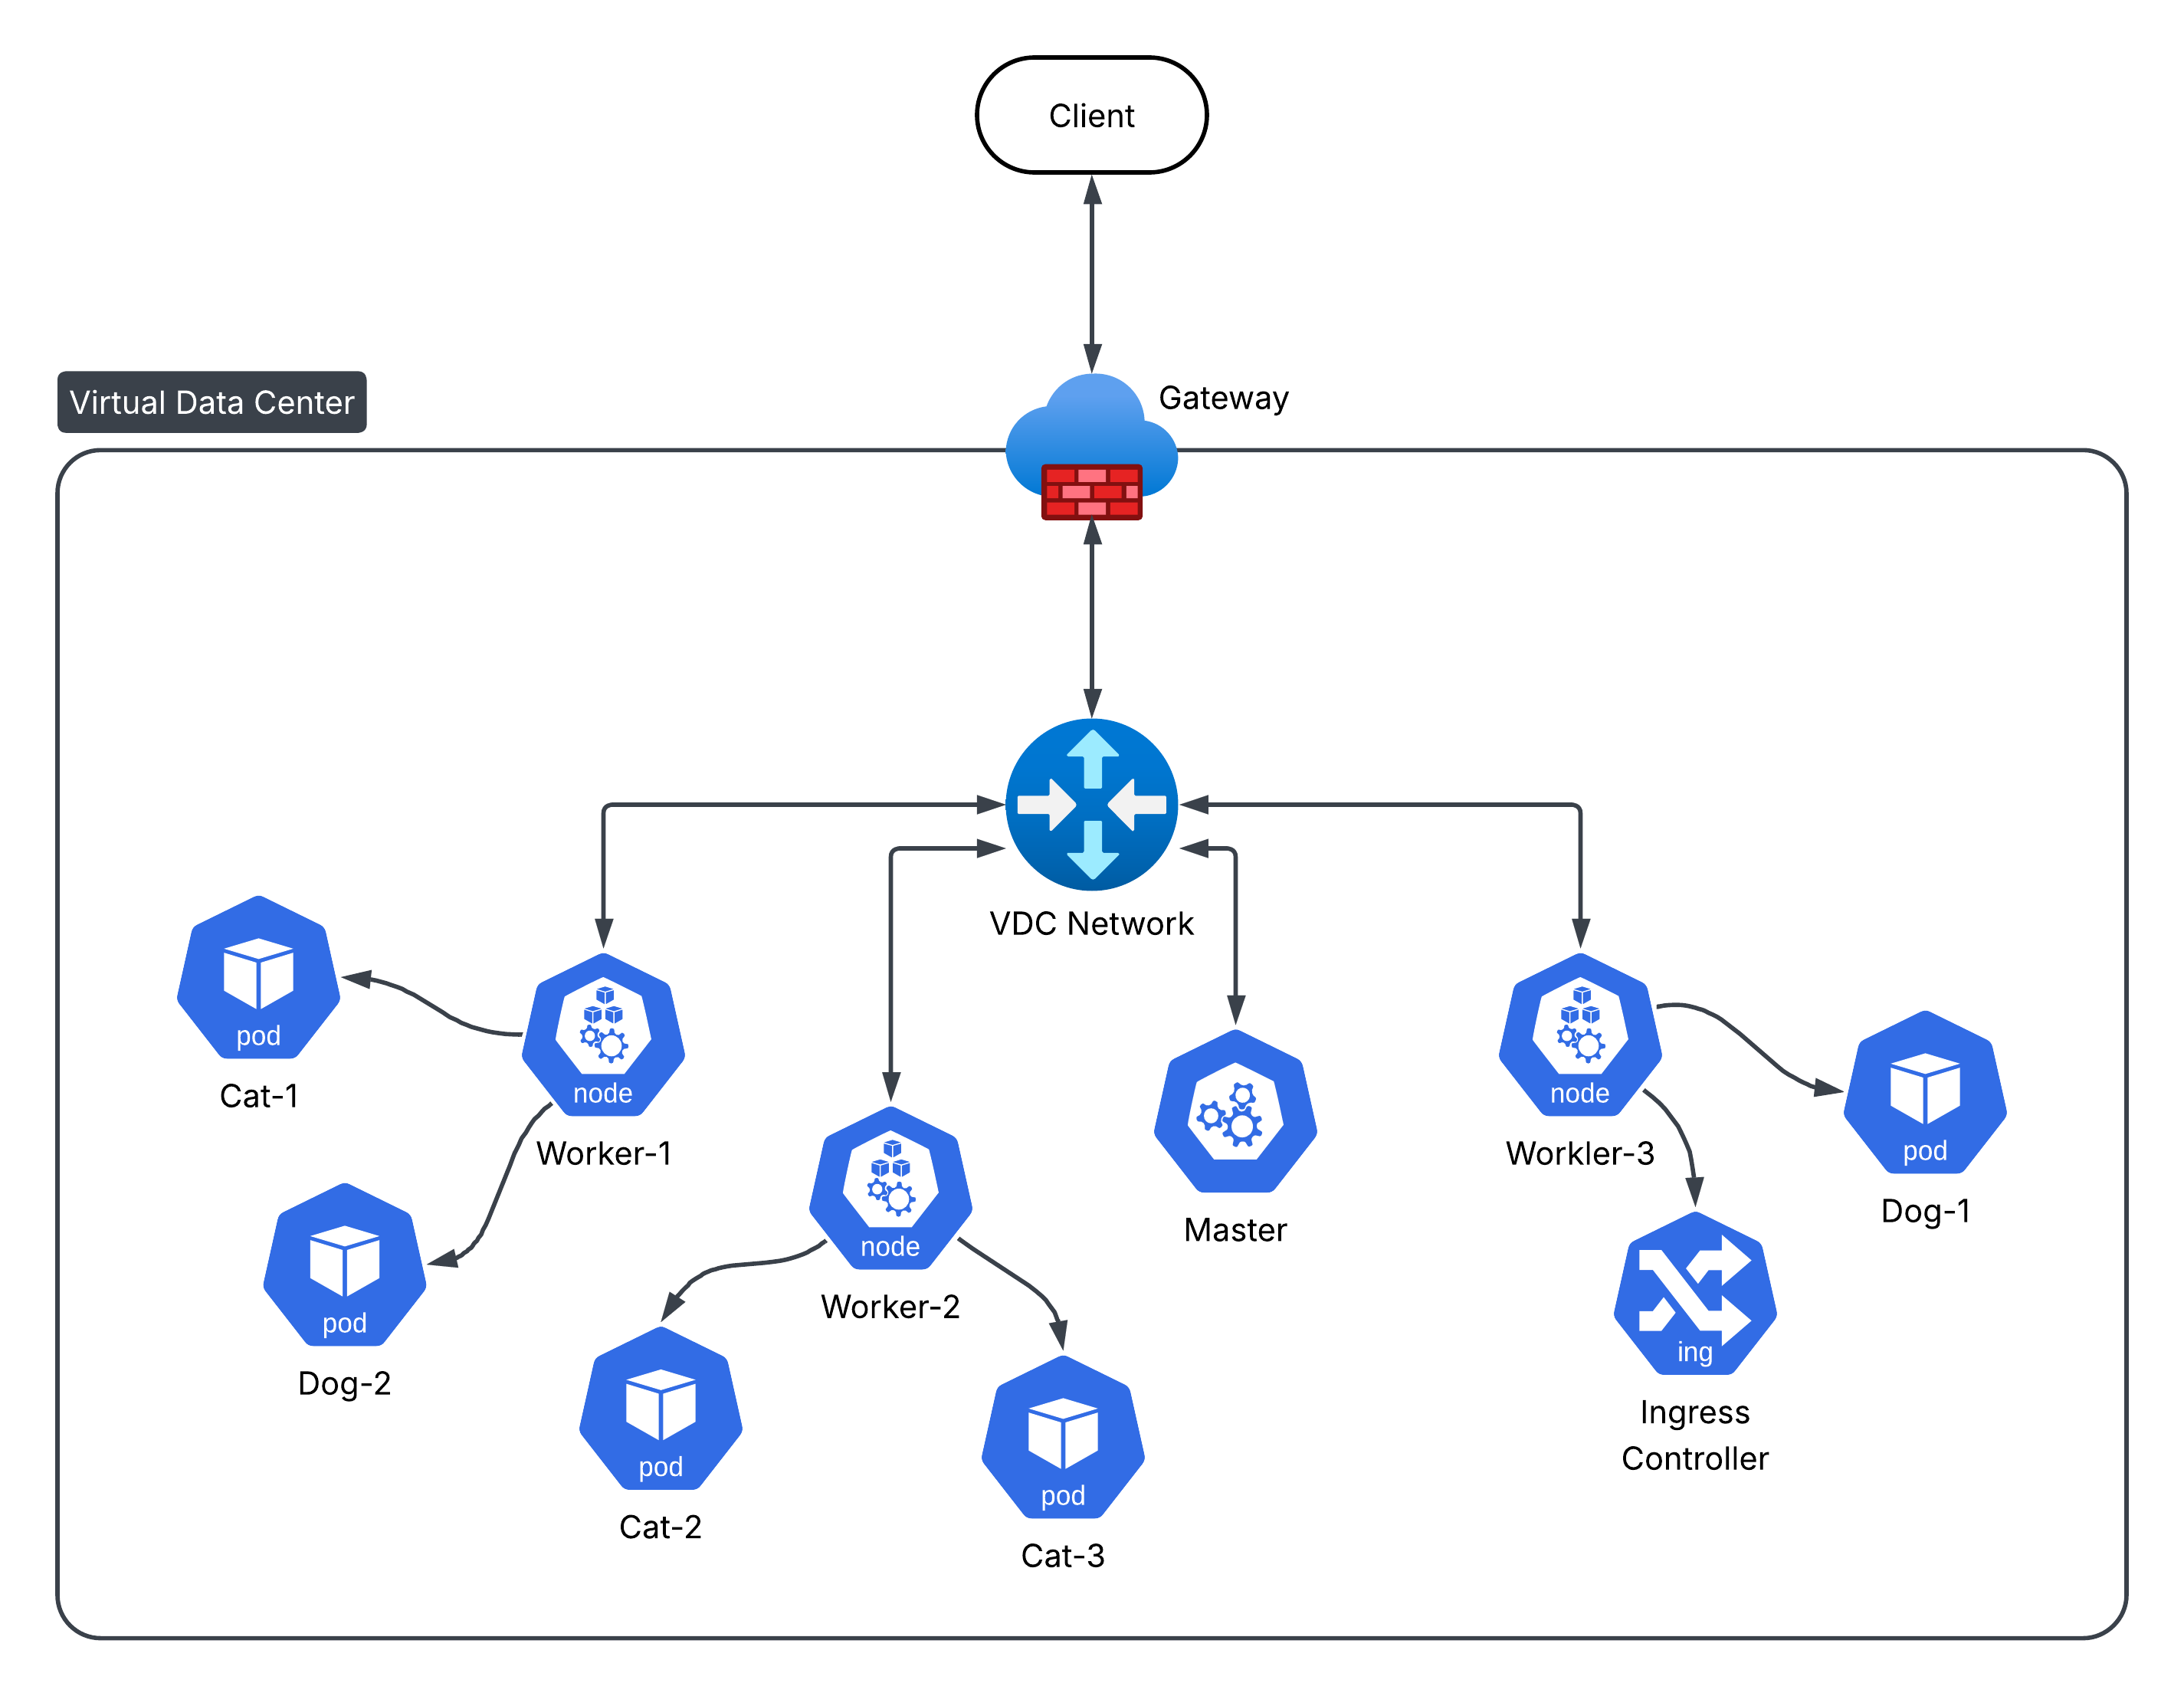 Client
Gateway
Virtual Data Center
VDC Network
pod
Cat-1
node
Worker-1
node
Workler-3
pod
Dog-1
Master
node
Worker-2
pod
Dog-2
ing
Ingress
Controller
pod
Cat-2
pod
Cat-3